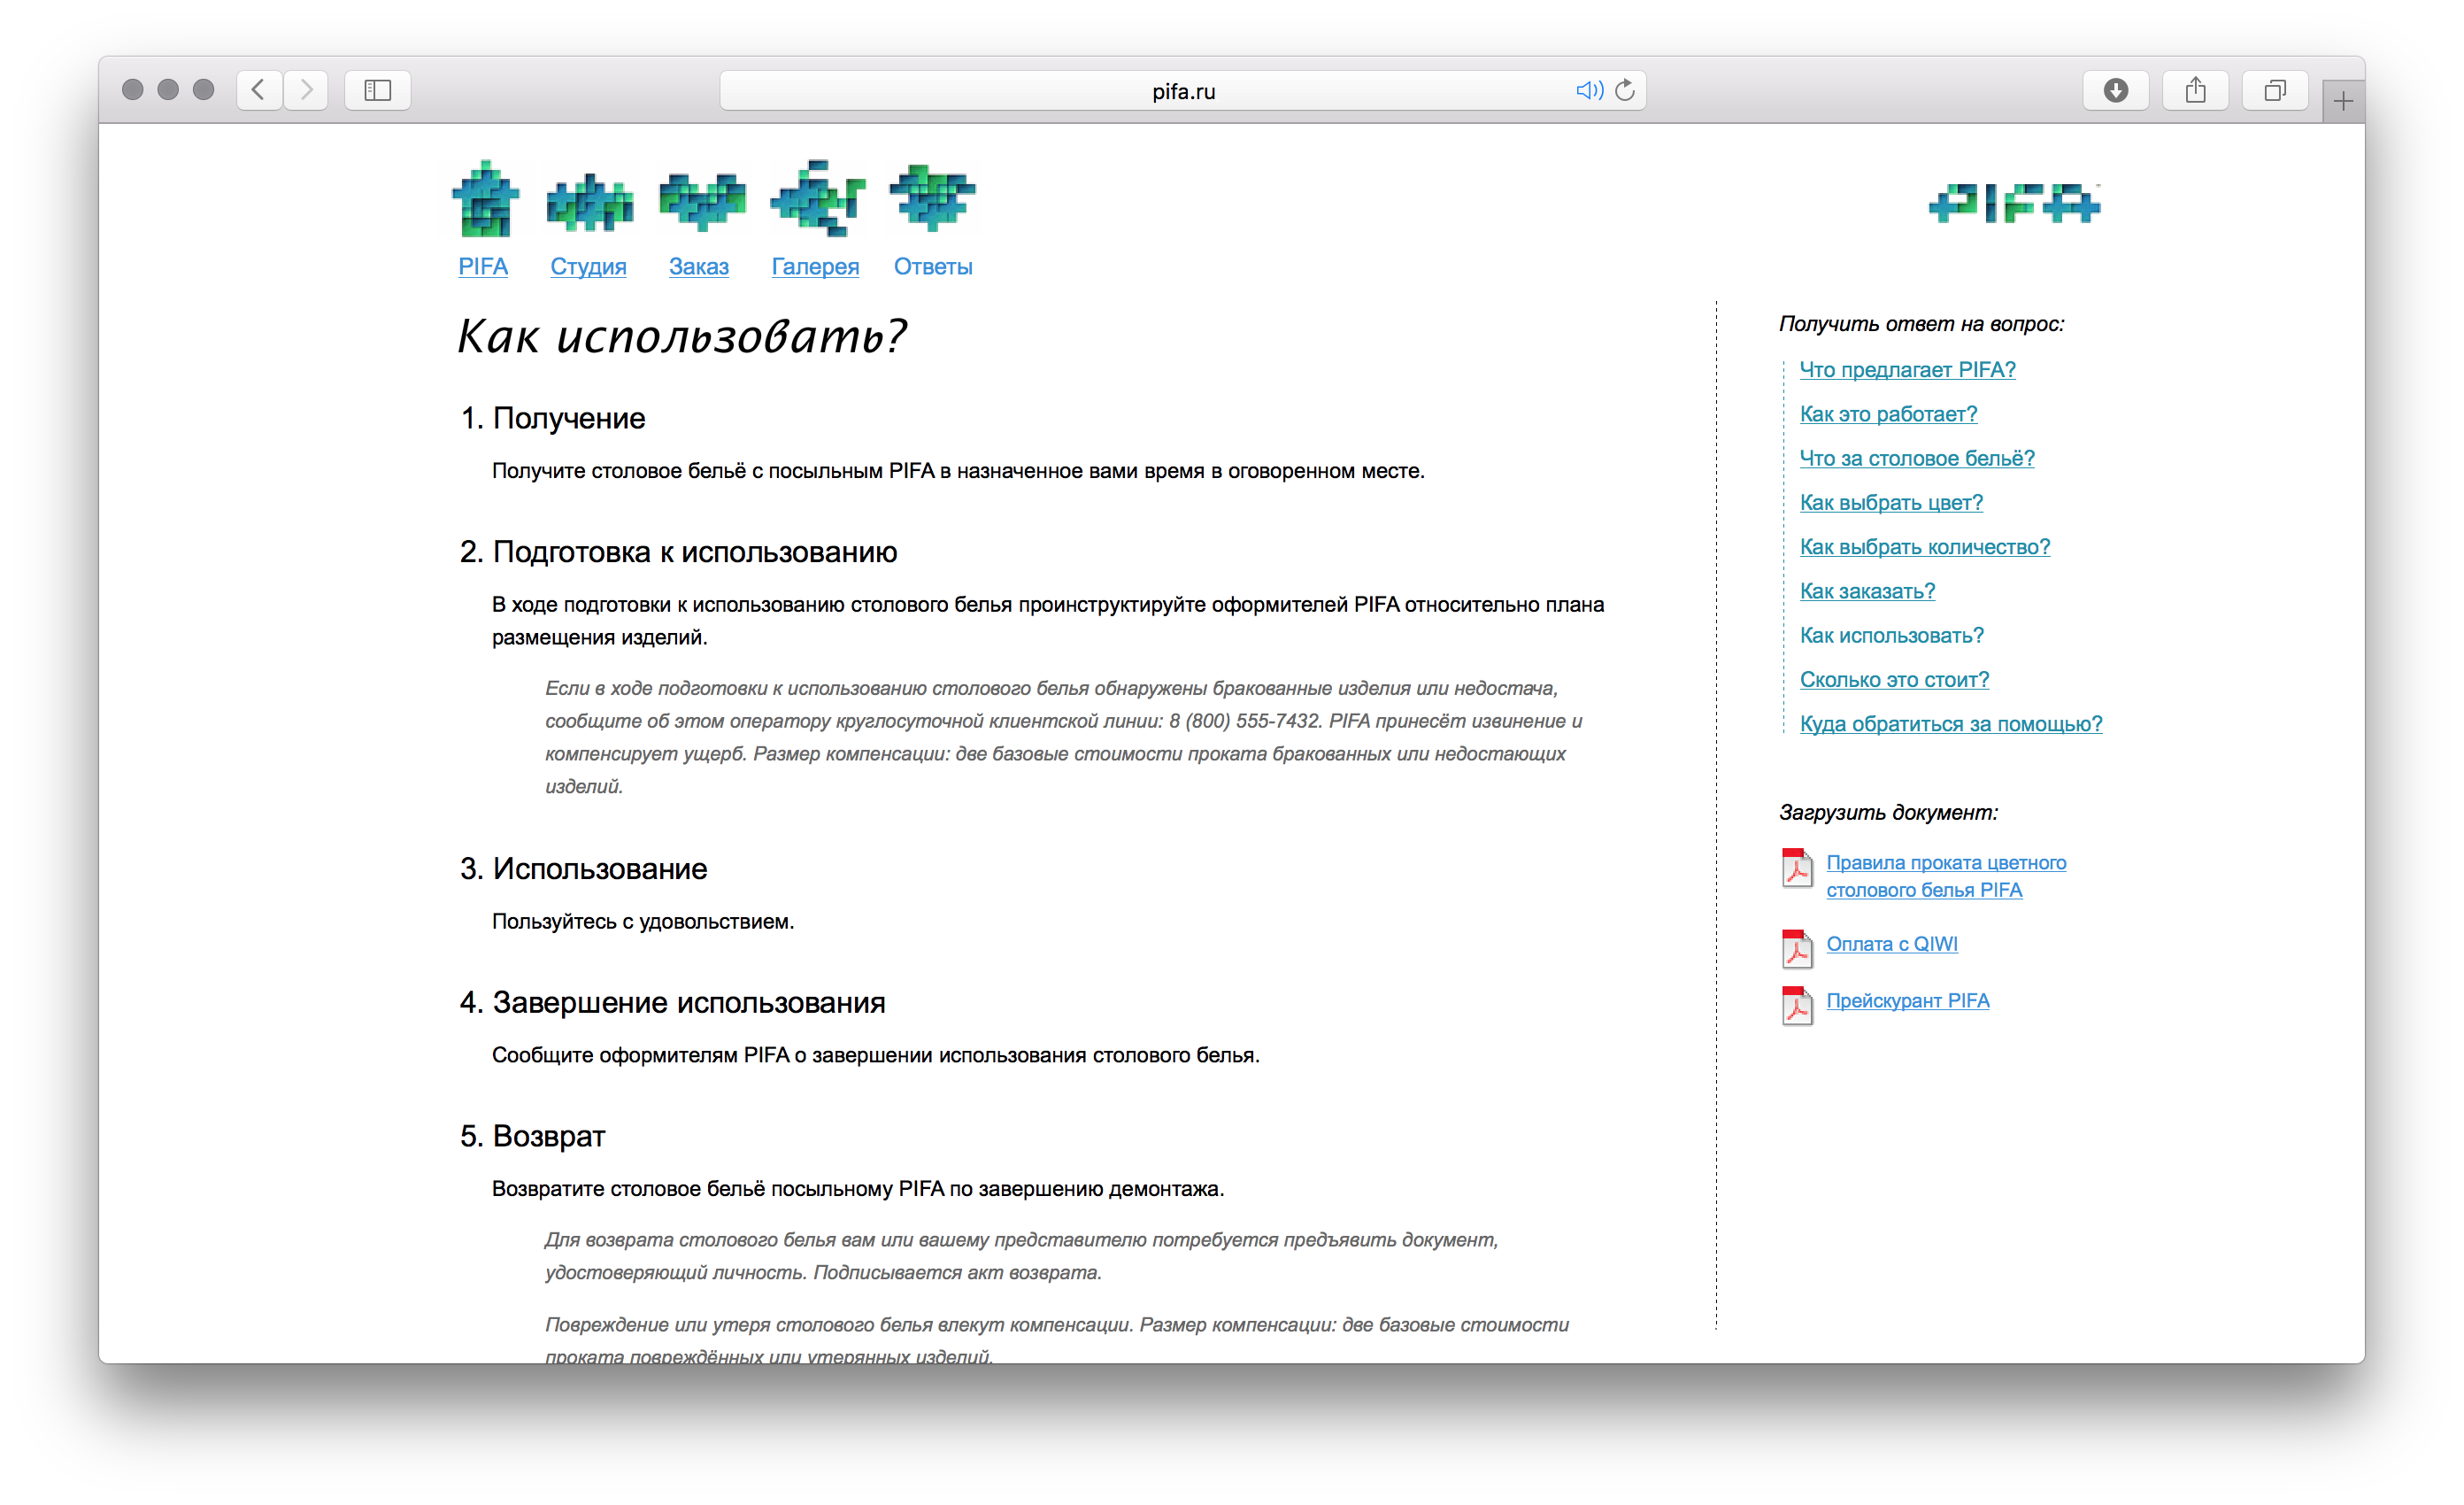 pifa.ru
PIFA
PIFA
Студия
Заказ
Галерея
Ответы
Как использовать?
1. Получение
Получите столовое бельё с посыльным PIFA в назначенное вами время в оговоренном месте.
2. Подготовка к использованию
В ходе подготовки к использованию столового белья проинструктируйте оформителей PIFA относительно плана
размещения изделий.
Если в ходе подготовки к использованию столового белья обнаружены бракованные изделия или недостача,
сообщите об этом оператору круглосуточной клиентской линии: 8 (800) 555-7432. PIFA принесёт извинение и
компенсирует ущерб. Размер компенсации: две базовые стоимости проката бракованных или недостающих
изделий.
3. Использование
Пользуйтесь с удовольствием.
4. Завершение использования
Сообщите оформителям PIFA о завершении использования столового белья.
5. Возврат
Возвратите столовое бельё посыльному PIFA по завершению демонтажа.
Для возврата столового белья вам или вашему представителю потребуется предъявить документ,
удостоверяющий личность. Подписывается акт возврата.
Повреждение или утеря столового белья влекут компенсации. Размер компенсации: две базовые стоимости
проката повреждённых или утерянных изделий.
Получить ответ на вопрос:
Что предлагает PIFA?
Как это работает?
Что за столовое бельё?
Как выбрать цвет?
Как выбрать количество?
Как заказать?
Как использовать?
Сколько это стоит?
Куда обратиться за помощью?
Загрузить документ:
Правила проката цветного
столового белья PIFA
Оплата с QIWI
Прейскурант PIFA